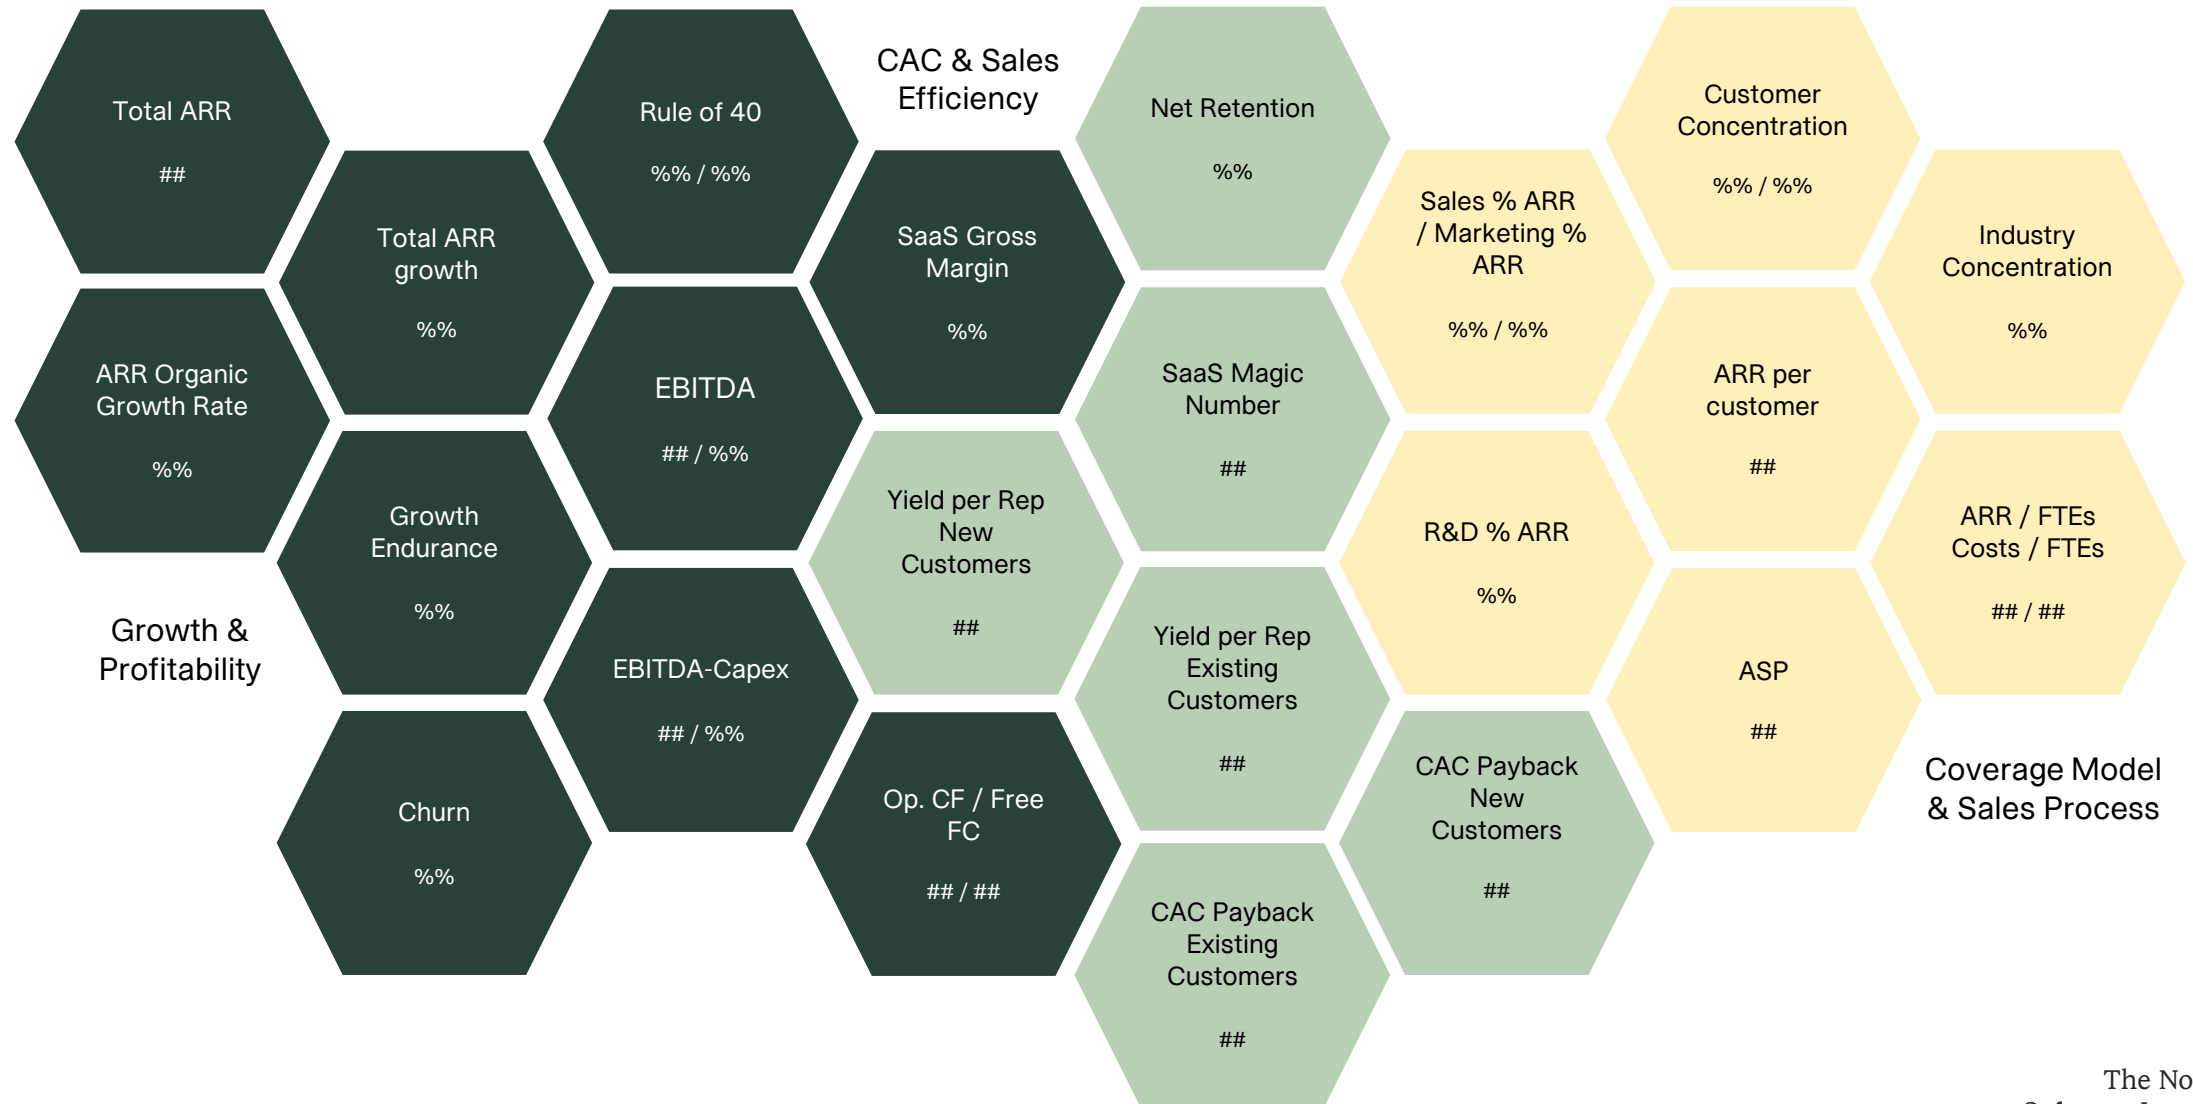 Total ARR
##
ARR Organic
Growth Rate
%%
Growth &
Profitability
Total ARR
growth
%%
Growth
Endurance
%%
Churn
%%
Rule of 40
%% / %%
EBITDA
## / %%
EBITDA-Capex
## / %%
CAC & Sales
Efficiency
SaaS Gross
Margin
%%
Yield per Rep
New
Customers
##
Op. CF / Free
FC
## / ##
Net Retention
%%
SaaS Magic
Number
##
Yield per Rep
Existing
Customers
##
CAC Payback
Existing
Customers
##
Sales % ARR
/ Marketing %
ARR
%% / %%
R&D % ARR
%%
CAC Payback
New
Customers
##
Customer
Concentration
%% / %%
ARR per
customer
##
ASP
##
Industry
Concentration
%%
ARR / FTEs
Costs / FTEs
## / ##
Coverage Model
& Sales Process
The No